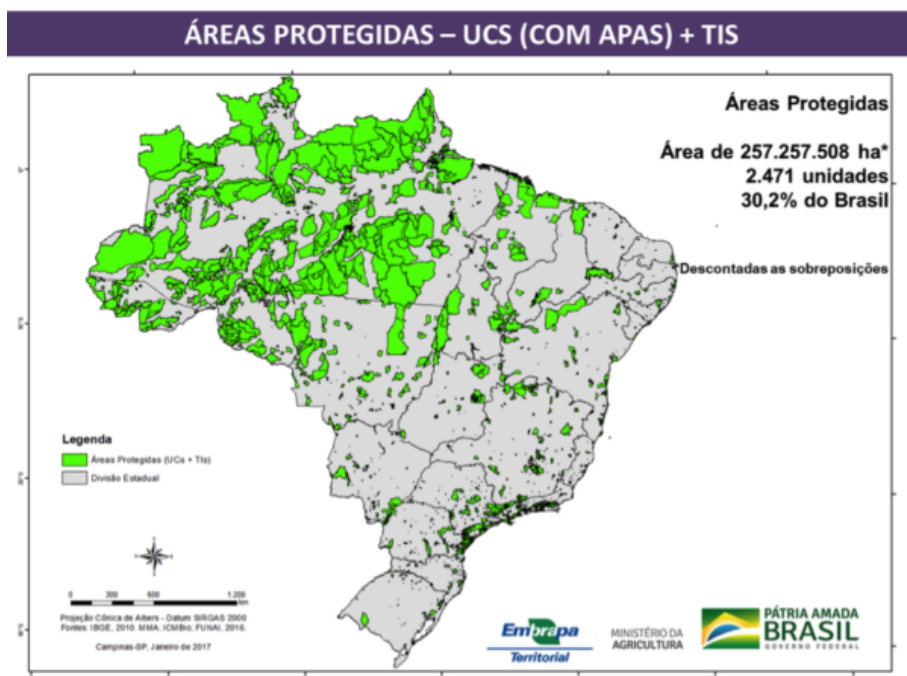 ÁREAS PROTEGIDAS – UCS (COM APAS) + TIS
Áreas Protegidas
Área de 257.257.508 ha*
2.471 unidades
30,2% do Brasil
*Descontadas as sobreposições
Legenda
Áreas Protegidas (UCs + TIs)
Divisão Estadual
0 300 600 1.200
km
Projeção Cônica de Albers - Datum SIRGAS 2000
Fontes: IBGE, 2010. MMA; ICMBio; FUNAI, 2016.
Campinas-SP, Janeiro de 2017
Embrapa
Territorial
MINISTÉRIO DA
AGRICULTURA
PÁTRIA AMADA
BRASIL
GOVERNO FEDERAL